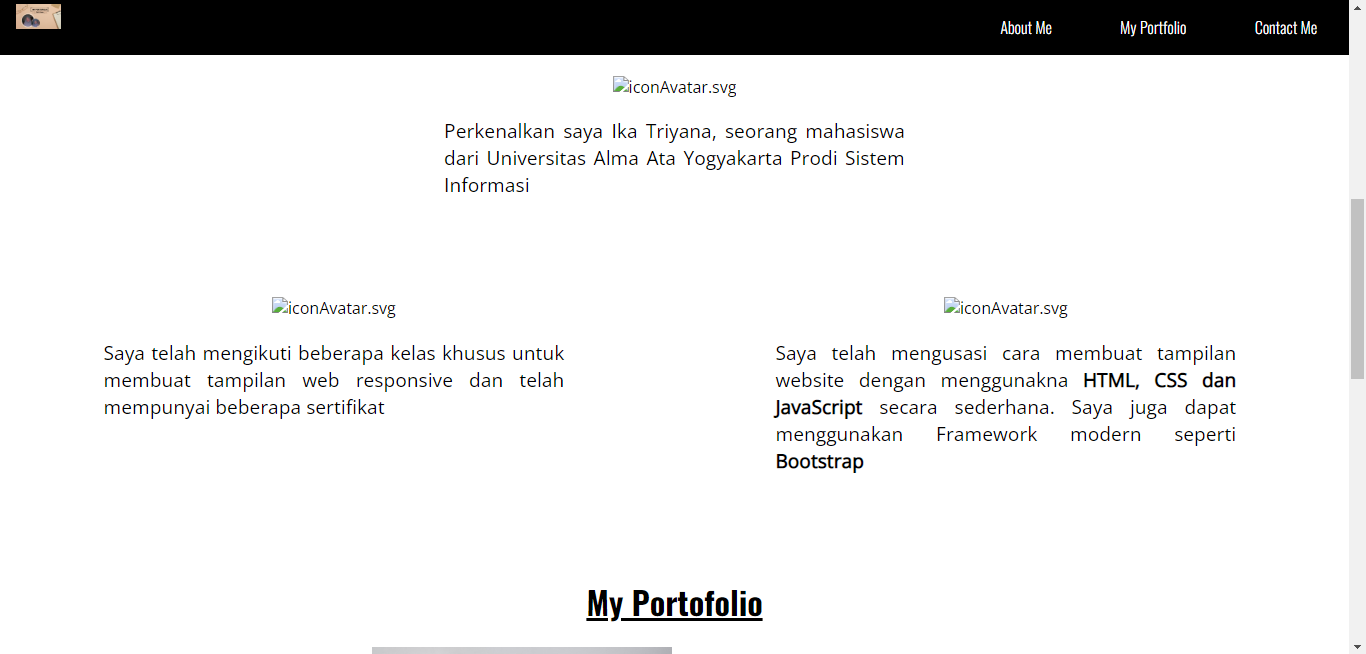 About Me My Portfolio Contact Me
iconAvatar.svg
Perkenalkan saya Ika Triyana, seorang mahasiswa
dari Universitas Alma Ata Yogyakarta Prodi Sistem
Informasi
iconAvatar.svg
Saya telah mengikuti beberapa kelas khusus untuk
membuat tampilan web responsive dan telah
mempunyai beberapa sertifikat
iconAvatar.svg
Saya telah mengusasi cara membuat tampilan
website dengan menggunakna HTML, CSS dan
JavaScript secara sederhana. Saya juga dapat
menggunakan Framework modern seperti
Bootstrap
My Portofolio